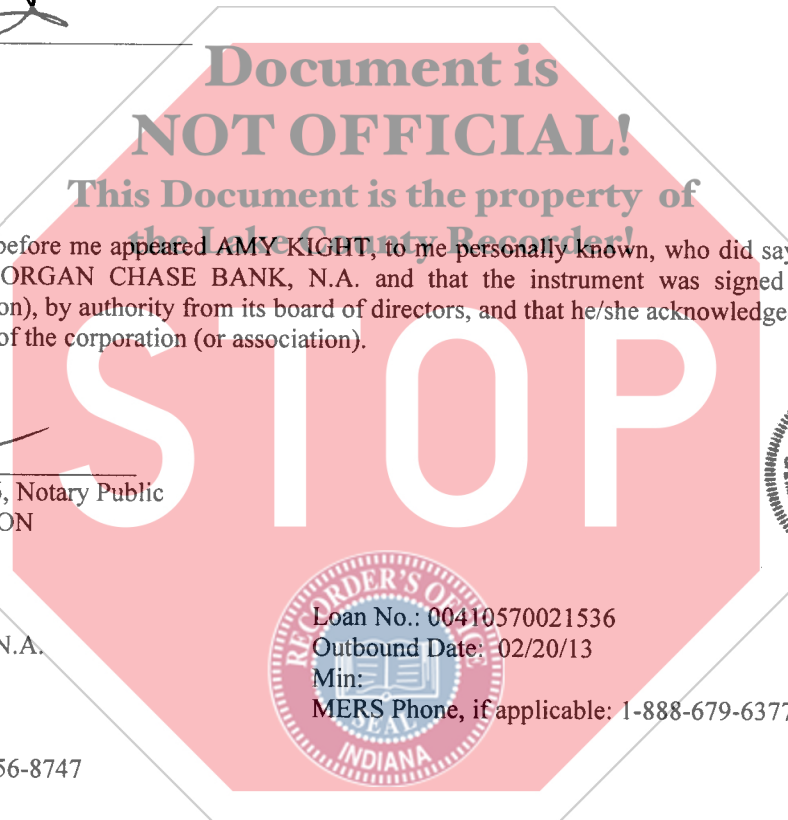 Document is
NOT OFFICIAL!
This Document is the property of
the Lake County Recorder!
before me appeared AMY KIGHT, to me personally known, who did say
ORGAN CHASE BANK, N.A. and that the instrument was signed
on), by authority from its board of directors, and that he/she acknowledge
of the corporation (or association).
STOP
, Notary Public
ON
RECORDER'S OFFICE
SEAL
INDIANA
Loan No.: 00410570021536
N.A.
Outbound Date: 02/20/13
Min:
MERS Phone, if applicable: 1-888-679-6377
56-8747